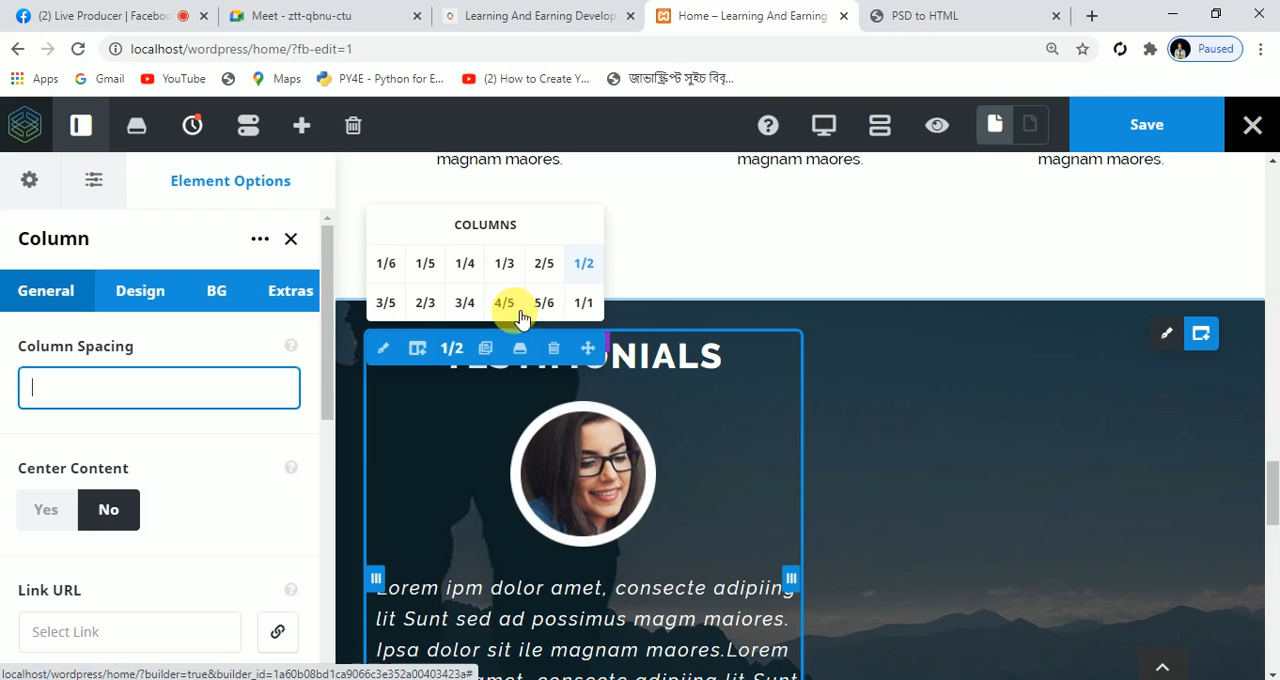 (2) Live Producer | Faceboo
Meet - ztt-qbnu-ctu
Learning And Earning Develop
Home – Learning And Earning
PSD to HTML
localhost/wordpress/home/?fb-edit=1
Paused
Apps
Gmail
YouTube
Maps
PY4E - Python for E...
(2) How to Create Y...
জাভাস্ক্রিপ্ট সুইচ বিবৃ...
Save
Element Options
magnam maores.
magnam maores.
magnam maores.
Column
General
Design
BG
Extras
Column Spacing
Center Content
Yes
No
Link URL
Select Link
COLUMNS
1/6
1/5
1/4
1/3
2/5
1/2
3/5
2/3
3/4
4/5
5/6
1/1
1/2
Lorem ipm dolor amet, consecte adipiing
lit Sunt sed ad possimus magm maiores.
Ipsa dolor sit ile magnam maores.Lorem
amet, consecte adipiing lit Sunt
localhost/wordpress/home/?builder=true&builder_id=1a60b08bd1ca9066c3e352a00403423a#